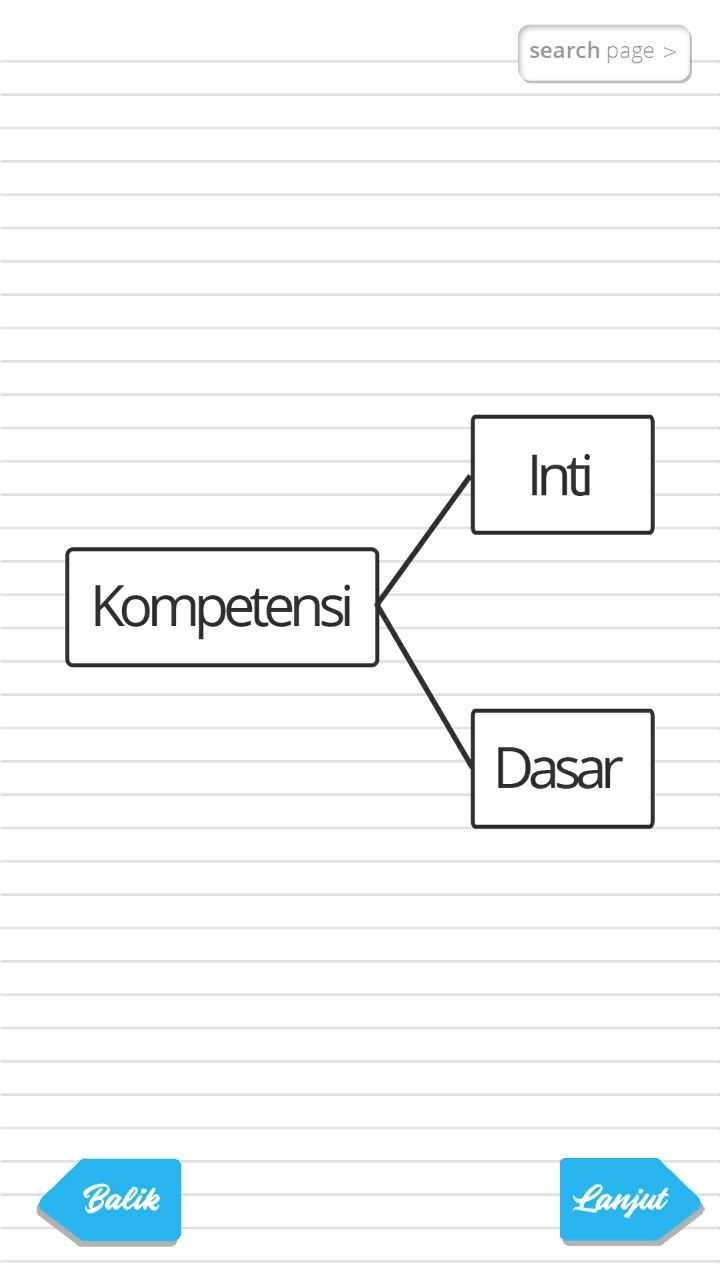 search page >
Inti
Kompetensi
Dasar
Balik
Lanjut